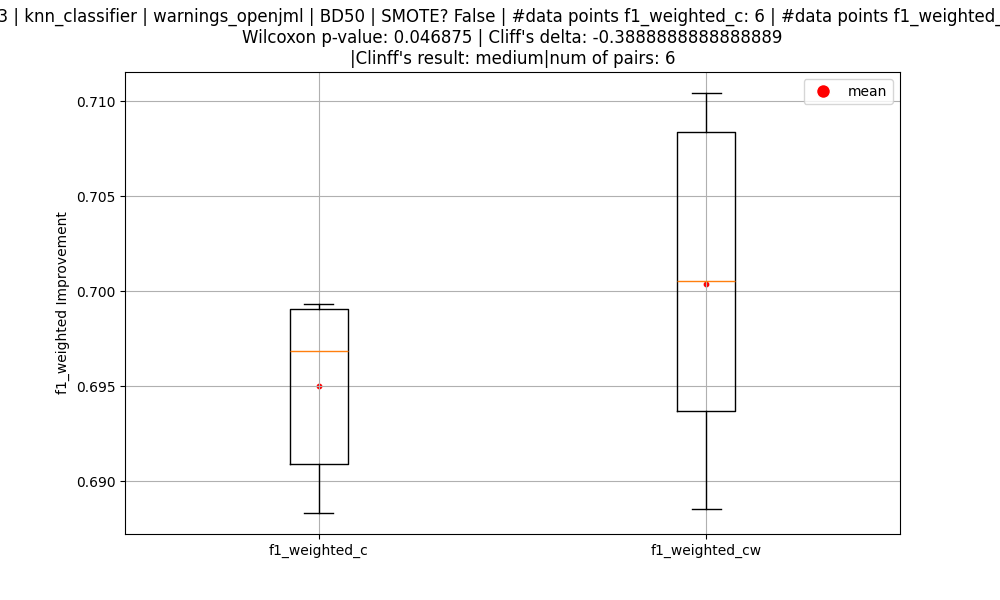 3 | knn_classifier | warnings_openjml | BD50 | SMOTE? False | #data points f1_weighted_c: 6 | #data points f1_weighted_
Wilcoxon p-value: 0.046875 | Cliff's delta: -0.3888888888888889
|Clinff's result: medium|num of pairs: 6
mean
0.710
0.705
0.700
0.695
0.690
f1_weighted Improvement
f1_weighted_c
f1_weighted_cw